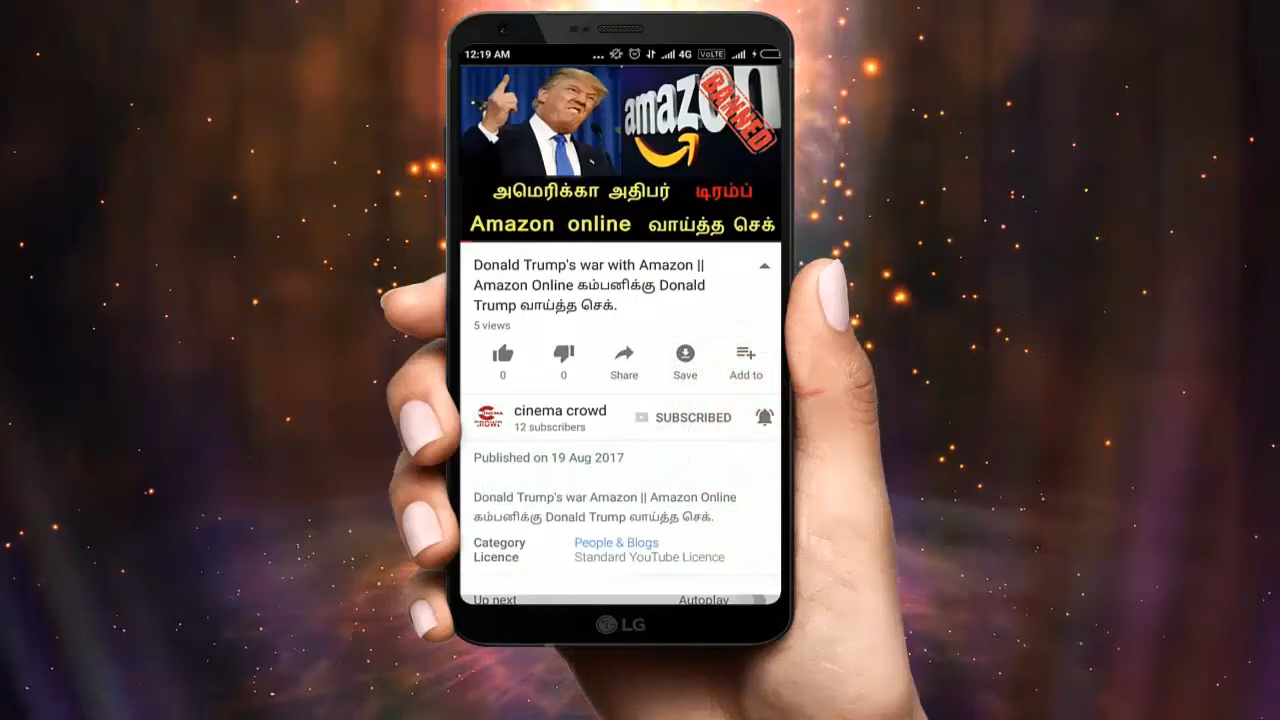 12:19 AM ... 4G VoLTE
amazon
BANNED
அமெரிக்கா அதிபர் டிரம்ப்
Amazon online வாய்த்த செக்
Donald Trump's war with Amazon ||
Amazon Online கம்பனிக்கு Donald
Trump வாய்த்த செக்.
5 views
0 0 Share Save Add to
CINEMA CROWD
cinema crowd
12 subscribers
SUBSCRIBED
Published on 19 Aug 2017
Donald Trump's war Amazon || Amazon Online
கம்பனிக்கு Donald Trump வாய்த்த செக்.
Category People & Blogs
Licence Standard YouTube Licence
Up next Autoplay
LG